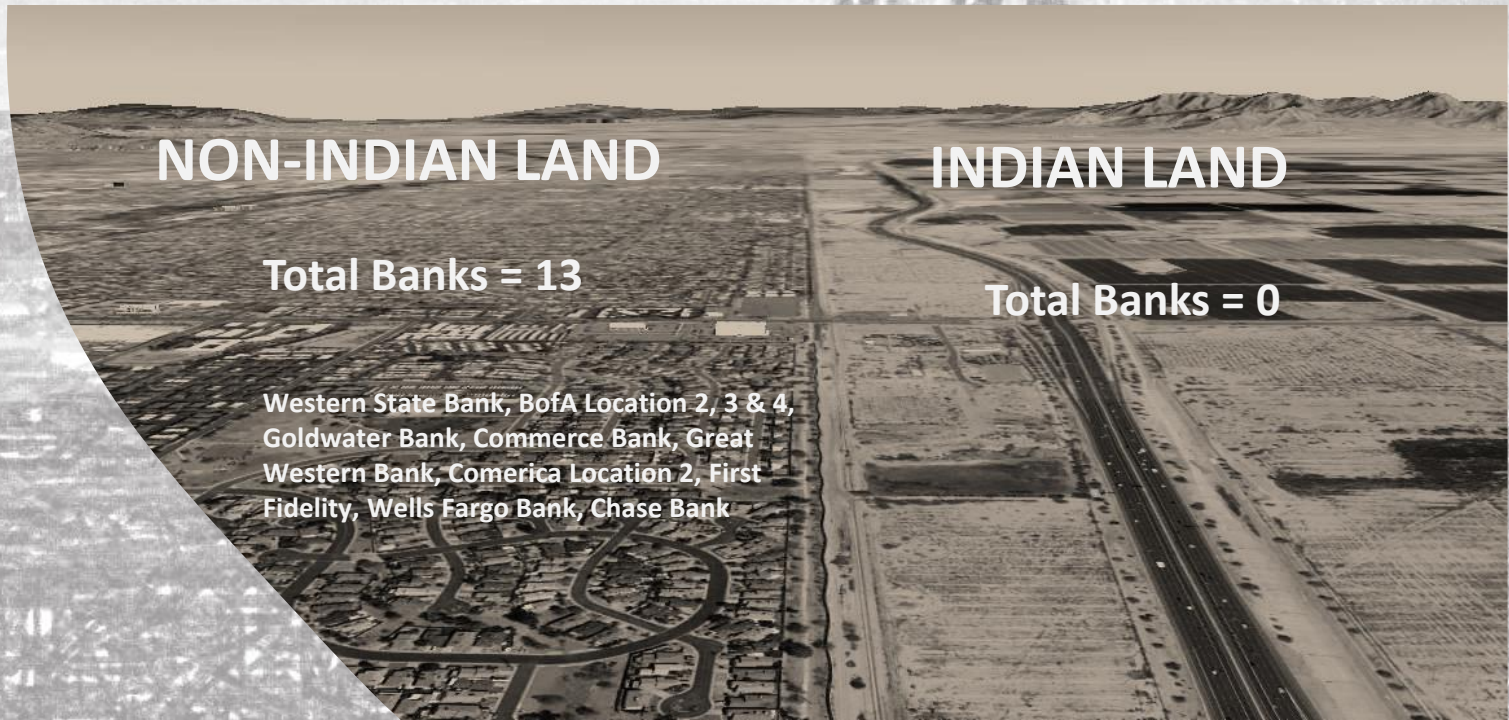 NON-INDIAN LAND
Total Banks = 13
Western State Bank, BofA Location 2, 3 & 4,
Goldwater Bank, Commerce Bank, Great
Western Bank, Comerica Location 2, First
Fidelity, Wells Fargo Bank, Chase Bank
INDIAN LAND
Total Banks = 0